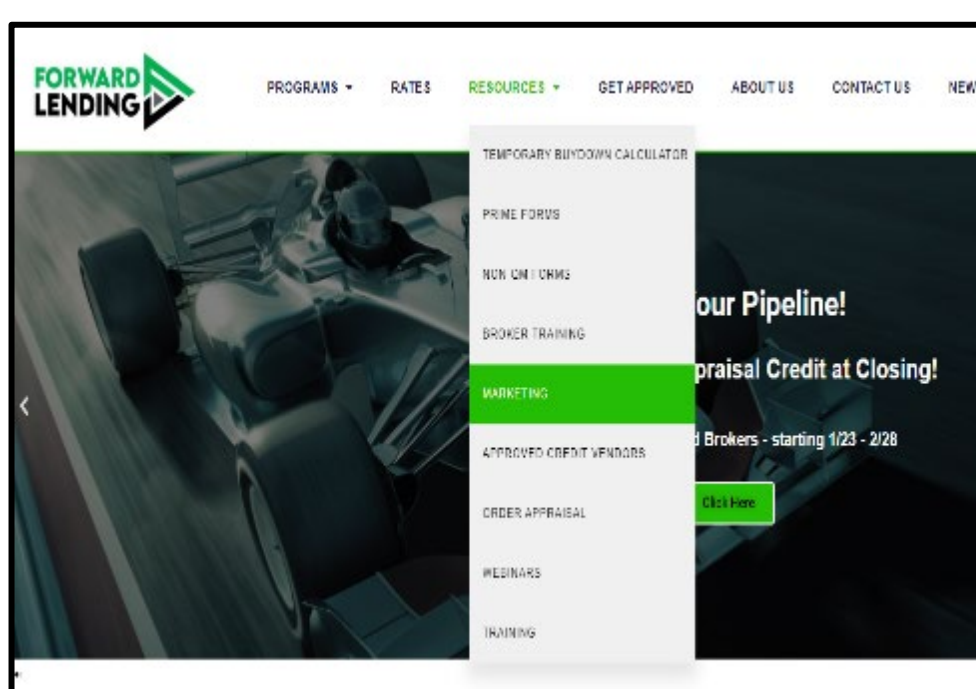 FORWARD
LENDING
PROGRAMS RATES RESOURCES GET APPROVED ABOUT US CONTACT US NEW
TEMPORARY BUYDOWN CALCULATOR
PRIME FORMS
NON QM FORMS
BROKER TRAINING
MARKETING
APPROVED CREDIT VENDORS
ORDER APPRAISAL
WEBINARS
TRAINING
our Pipeline!
praisal Credit at Closing!
d Brokers - starting 1/23 - 2/28
Click Here